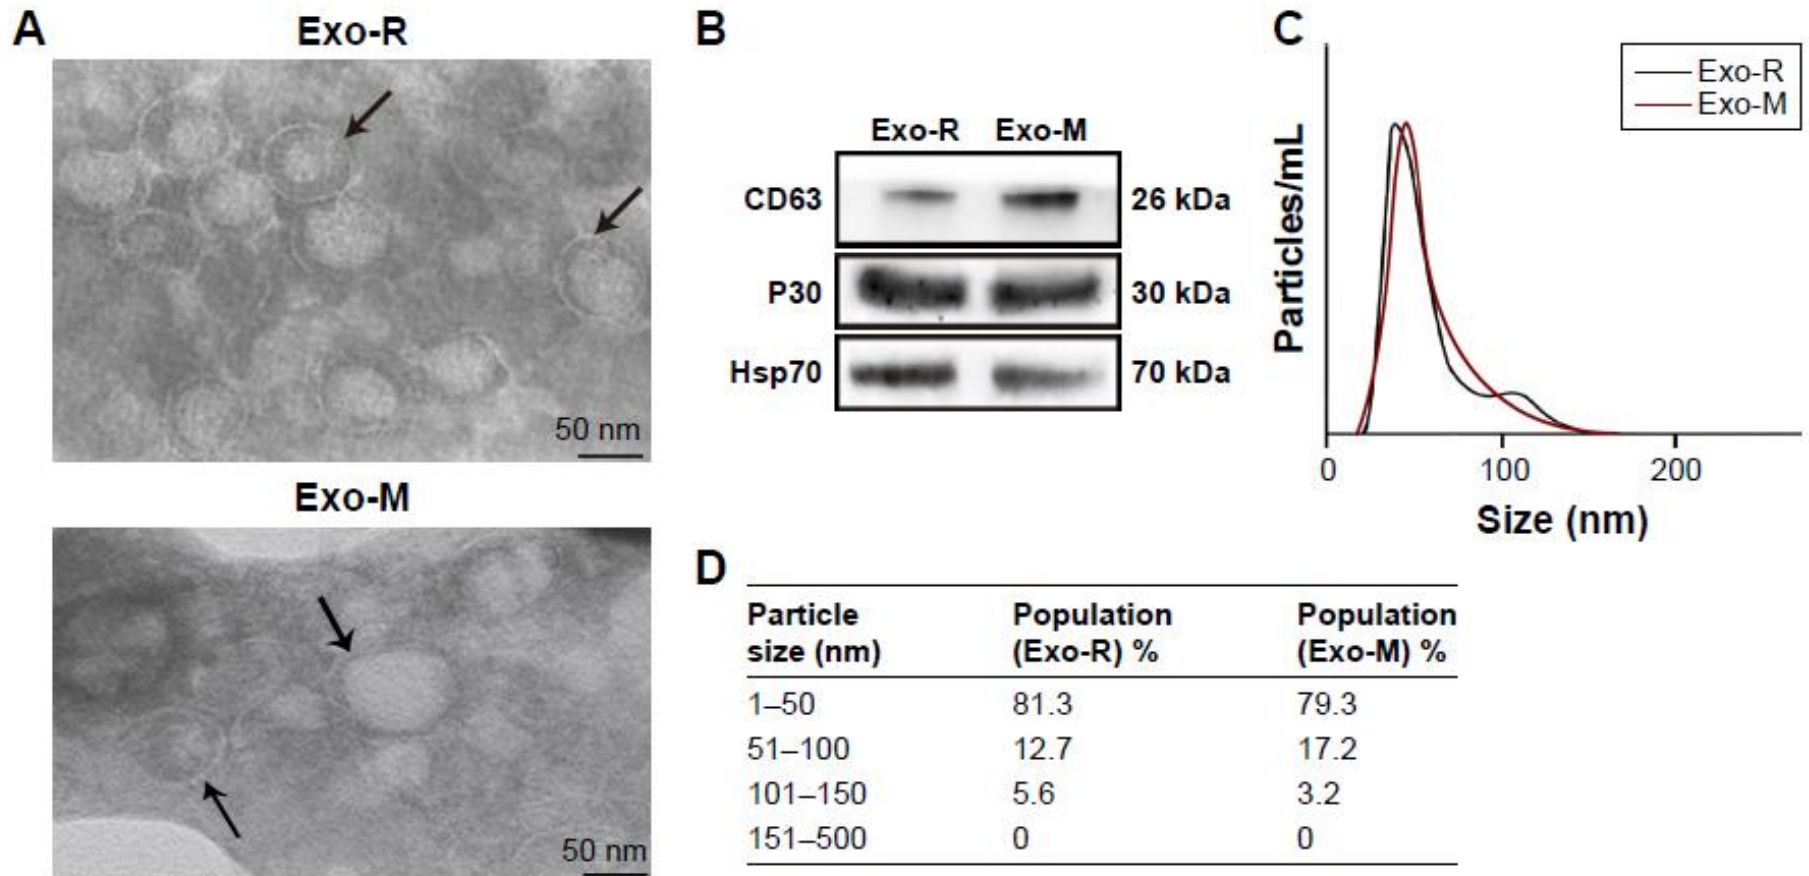 A
Exo-R
50 nm
Exo-M
50 nm
B
Exo-R Exo-M
CD63 26 kDa
P30 30 kDa
Hsp70 70 kDa
C
Exo-R
Exo-M
Particles/mL
0 100 200
Size (nm)
D
Particle Population Population
size (nm) (Exo-R) % (Exo-M) %
1–50 81.3 79.3
51–100 12.7 17.2
101–150 5.6 3.2
151–500 0 0